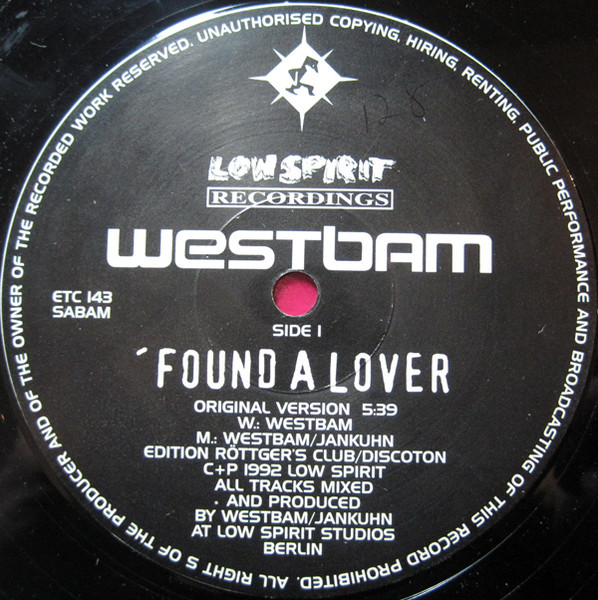 ALL RIGHT S OF THE PRODUCER AND OF THE OWNER OF THE RECORDED WORK RESERVED. UNAUTHORISED COPYING, HIRING, RENTING, PUBLIC PERFORMANCE AND BROADCASTING OF THIS RECORD PROHIBITED.
128
LOW SPIRIT
RECORDINGS
WESTBAM
ETC 143
SABAM
SIDE 1
´FOUND A LOVER
ORIGINAL VERSION 5:39
W.: WESTBAM
M.: WESTBAM/JANKUHN
EDITION RÖTTGER'S CLUB/DISCOTON
C+P 1992 LOW SPIRIT
ALL TRACKS MIXED
AND PRODUCED
BY WESTBAM/JANKUHN
AT LOW SPIRIT STUDIOS
BERLIN